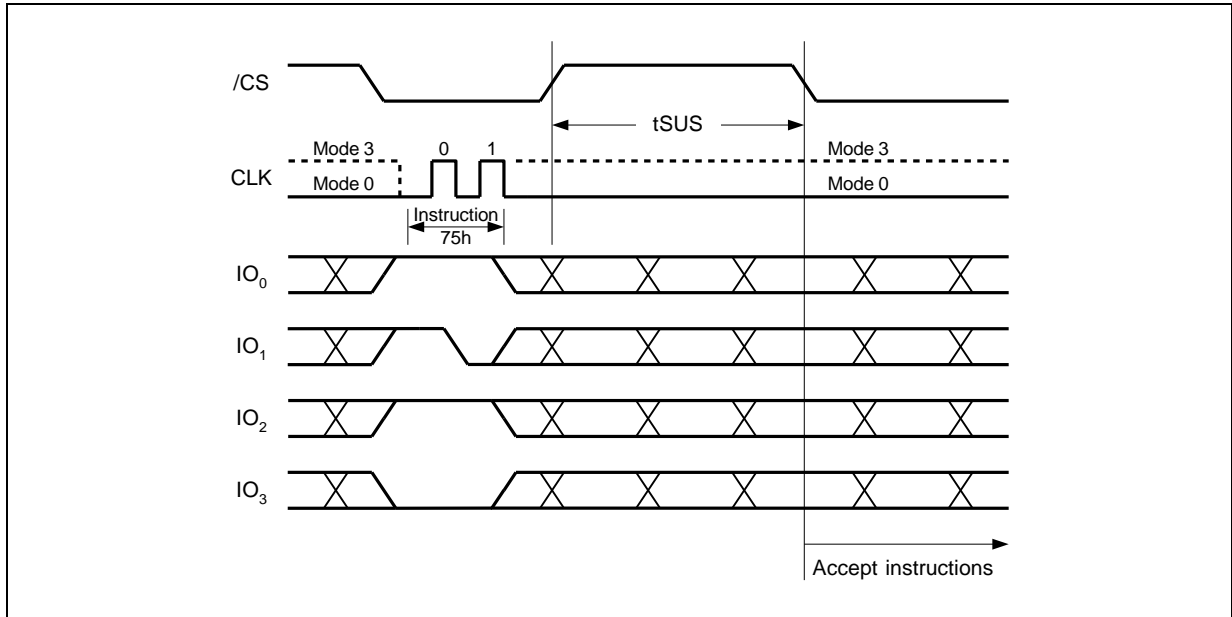 /CS
tSUS
Mode 3 0 1 Mode 3
CLK
Mode 0 Mode 0
Instruction
75h
IO0
IO1
IO2
IO3
Accept instructions